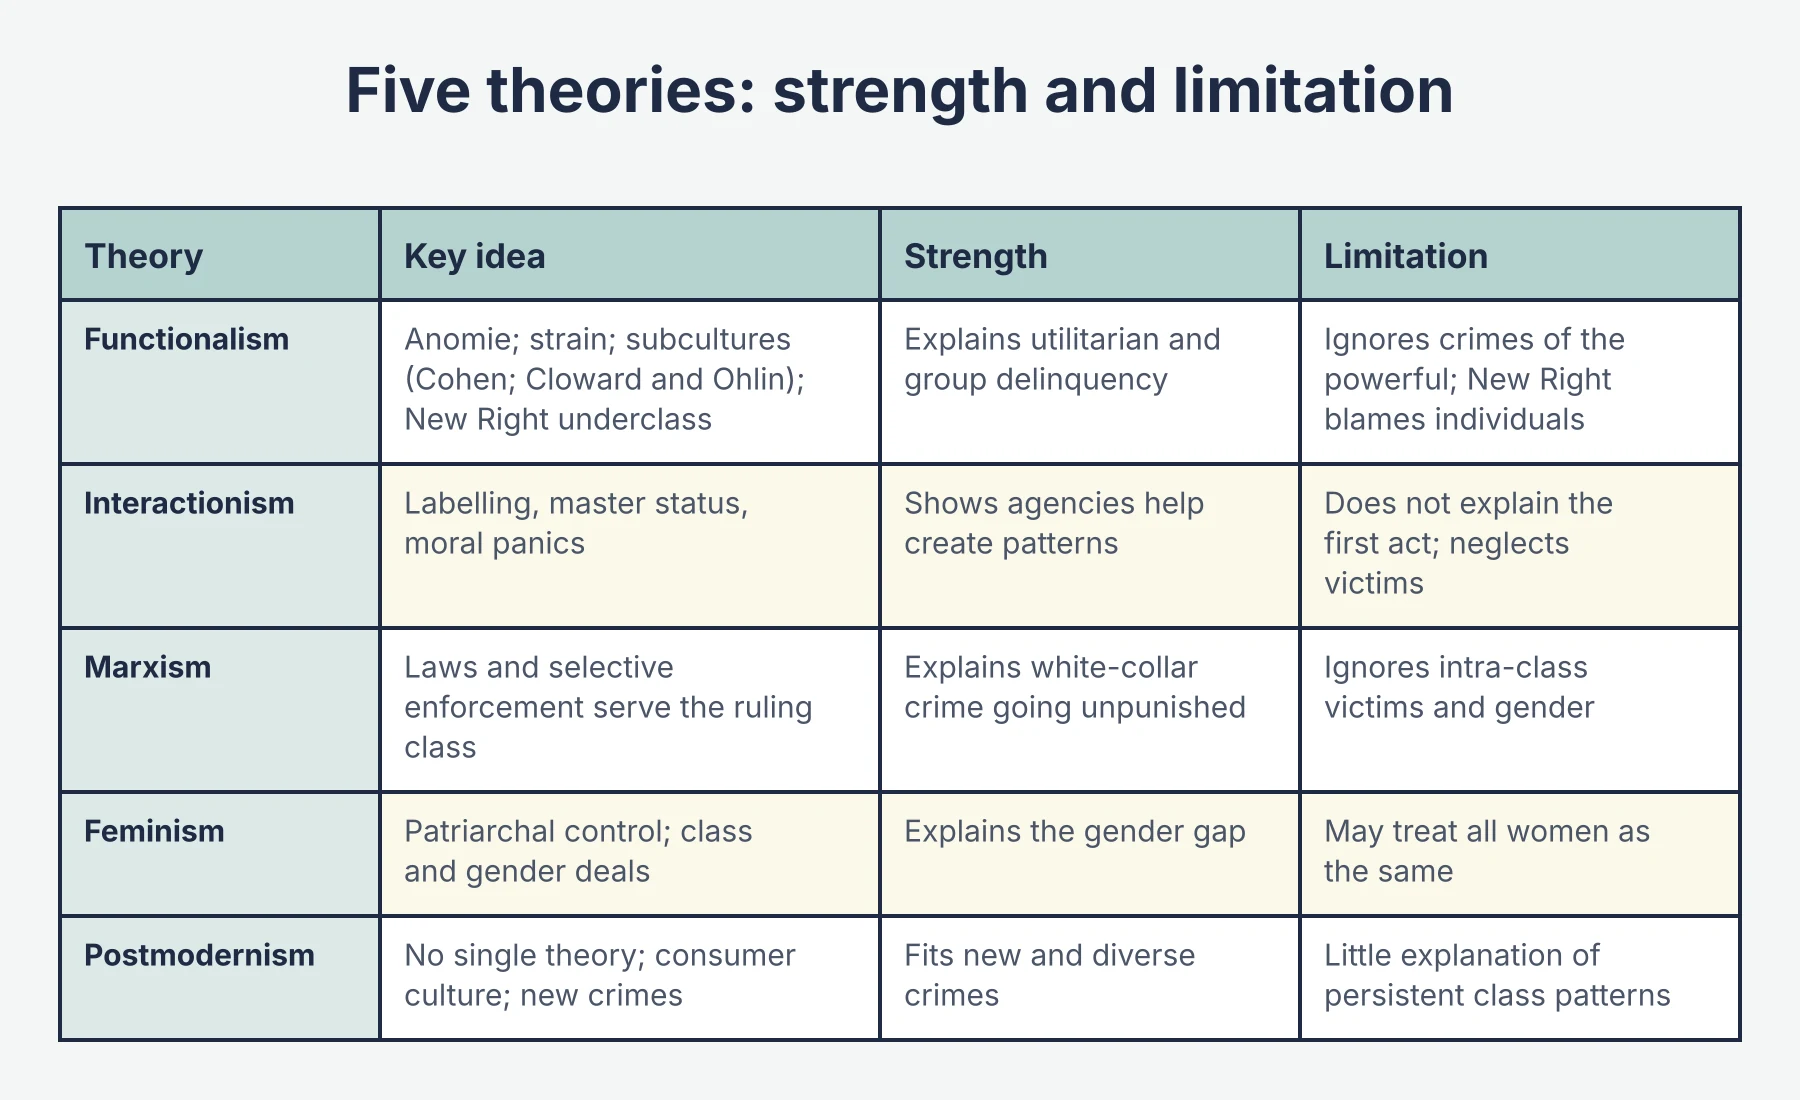 Five theories: strength and limitation
Theory
Key idea
Strength
Limitation
Functionalism
Anomie; strain; subcultures
(Cohen; Cloward and Ohlin);
New Right underclass
Explains utilitarian and
group delinquency
Ignores crimes of the
powerful; New Right
blames individuals
Interactionism
Labelling, master status,
moral panics
Shows agencies help
create patterns
Does not explain the
first act; neglects
victims
Marxism
Laws and selective
enforcement serve the ruling
class
Explains white-collar
crime going unpunished
Ignores intra-class
victims and gender
Feminism
Patriarchal control; class
and gender deals
Explains the gender gap
May treat all women as
the same
Postmodernism
No single theory; consumer
culture; new crimes
Fits new and diverse
crimes
Little explanation of
persistent class patterns